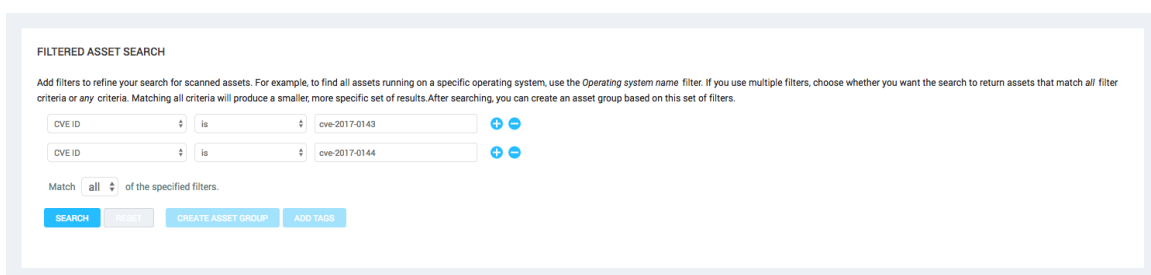 FILTERED ASSET SEARCH
Add filters to refine your search for scanned assets. For example, to find all assets running on a specific operating system, use the Operating system name filter. If you use multiple filters, choose whether you want the search to return assets that match all filter
criteria or any criteria. Matching all criteria will produce a smaller, more specific set of results.After searching, you can create an asset group based on this set of filters.
CVE ID is cve-2017-0143
CVE ID is cve-2017-0144
Match all of the specified filters.
SEARCH RESET CREATE ASSET GROUP ADD TAGS